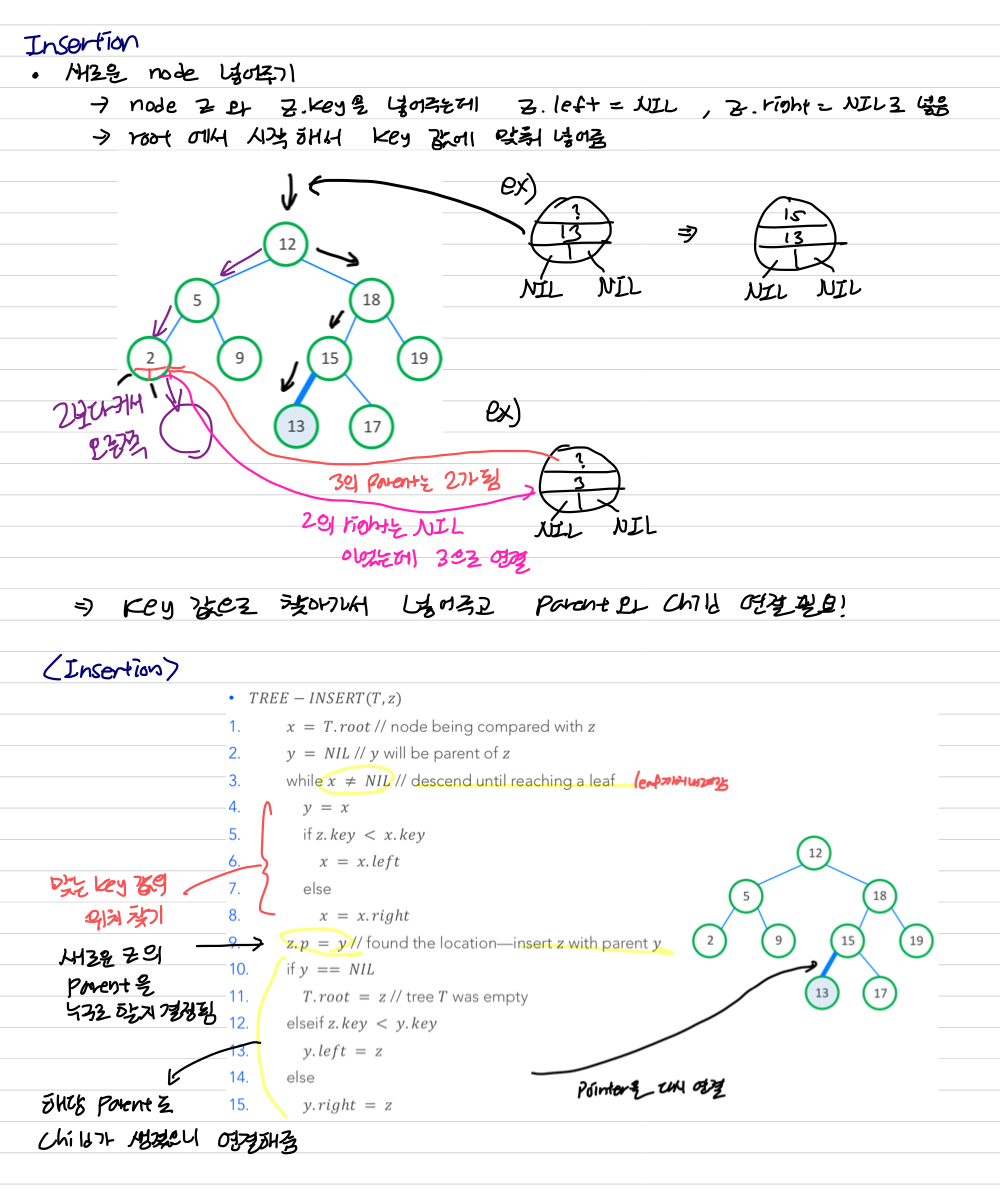 Insertion
• 새로운 node 넣어주기
→ node z 와 z.key을 넣어주는데 z.left = NIL , z.right = NIL로 넣음
→ root 에서 시작해서 key 값에 맞춰 넣어줌
ex)
?
13
NIL NIL
⇒
15
13
NIL NIL
12
5
18
2
9
15
19
13
17
2보다 커서
오른쪽
ex)
?
3
NIL NIL
3의 parent는 2가 됨
2의 right는 NIL
이었는데 3으로 연결
⇒ key 값으로 찾아가서 넣어주고 parent와 child 연결 필요!
<Insertion>
• TREE − INSERT(T, z)
1. x = T.root // node being compared with z
2. y = NIL // y will be parent of z
3. while x ≠ NIL // descend until reaching a leaf leaf까지 내려감
4. y = x
5. if z.key < x.key
6. x = x.left
7. else
8. x = x.right
9. z.p = y // found the location—insert z with parent y
10. if y == NIL
11. T.root = z // tree T was empty
12. elseif z.key < y.key
13. y.left = z
14. else
15. y.right = z
맞는 key 값의
위치 찾기
새로운 z의
parent을
누구로 할지 결정됨
해당 parent도
child가 생겼으니 연결해줌
12
5
18
2
9
15
19
13
17
pointer을 다시 연결